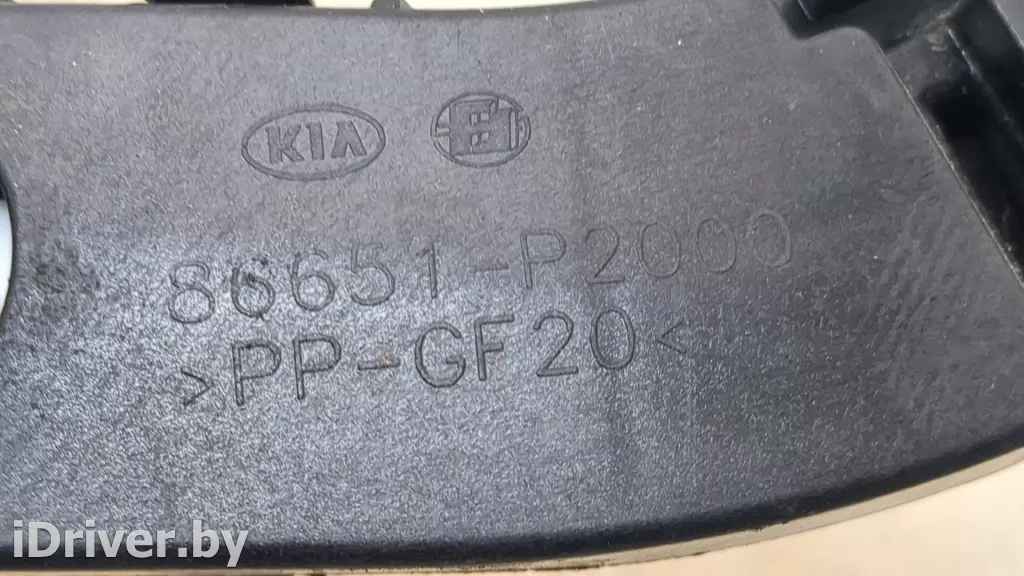 KIA
86651-P2000
>PP-GF20<
iDriver.by